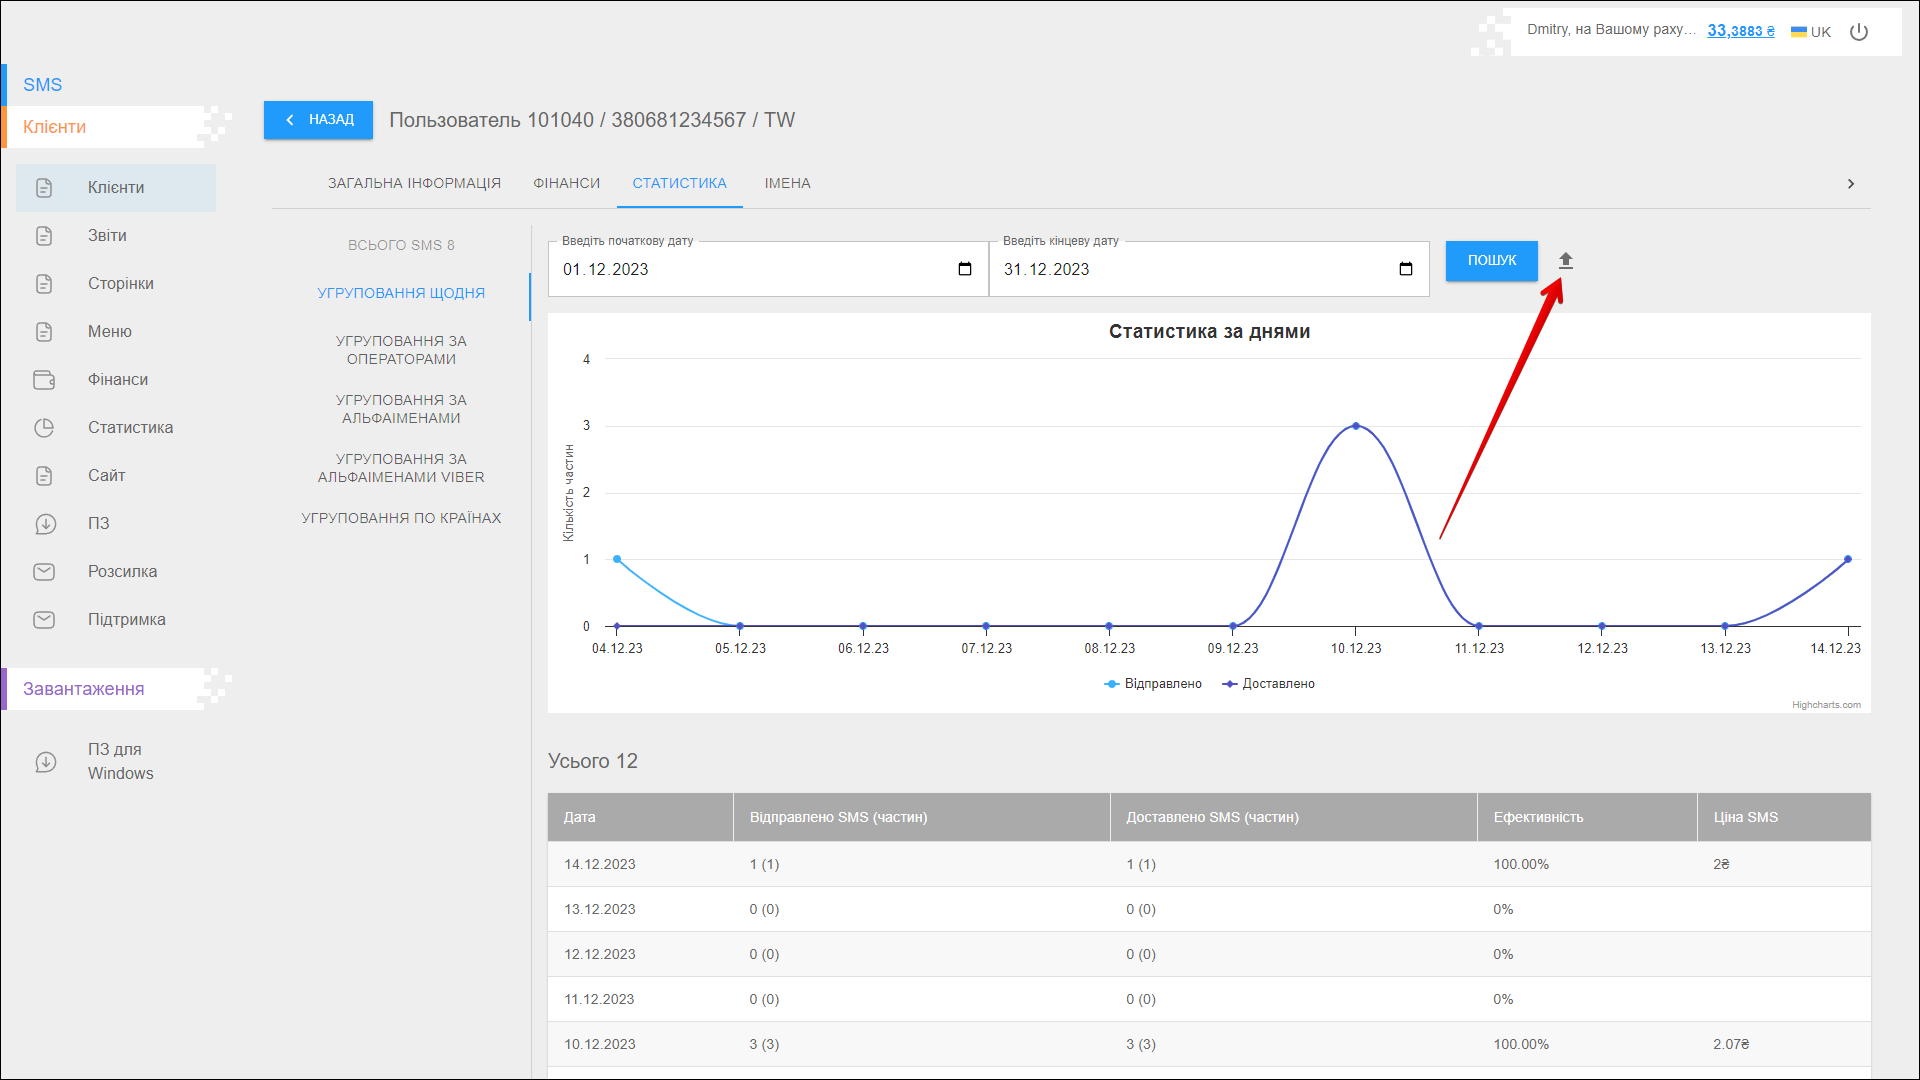 Dmitry, на Вашому раху... 33,3883 ₴ UK
SMS
Клієнти
НАЗАД
Пользователь 101040 / 380681234567 / TW
Клієнти
Звіти
Сторінки
Меню
Фінанси
Статистика
Сайт
ПЗ
Розсилка
Підтримка
Завантаження
ПЗ для
Windows
ЗАГАЛЬНА ІНФОРМАЦІЯ ФІНАНСИ СТАТИСТИКА ІМЕНА
ВСЬОГО SMS 8
УГРУПОВАННЯ ЩОДНЯ
УГРУПОВАННЯ ЗА
ОПЕРАТОРАМИ
УГРУПОВАННЯ ЗА
АЛЬФАІМЕНАМИ
УГРУПОВАННЯ ЗА
АЛЬФАІМЕНАМИ VIBER
УГРУПОВАННЯ ПО КРАЇНАХ
Введіть початкову дату
01.12.2023
Введіть кінцеву дату
31.12.2023
ПОШУК
Статистика за днями
Кількість частин
4
3
2
1
0
04.12.23 05.12.23 06.12.23 07.12.23 08.12.23 09.12.23 10.12.23 11.12.23 12.12.23 13.12.23 14.12.23
Відправлено Доставлено
Highcharts.com
Усього 12
Дата Відправлено SMS (частин) Доставлено SMS (частин) Ефективність Ціна SMS
14.12.2023 1 (1) 1 (1) 100.00% 2₴
13.12.2023 0 (0) 0 (0) 0%
12.12.2023 0 (0) 0 (0) 0%
11.12.2023 0 (0) 0 (0) 0%
10.12.2023 3 (3) 3 (3) 100.00% 2.07₴